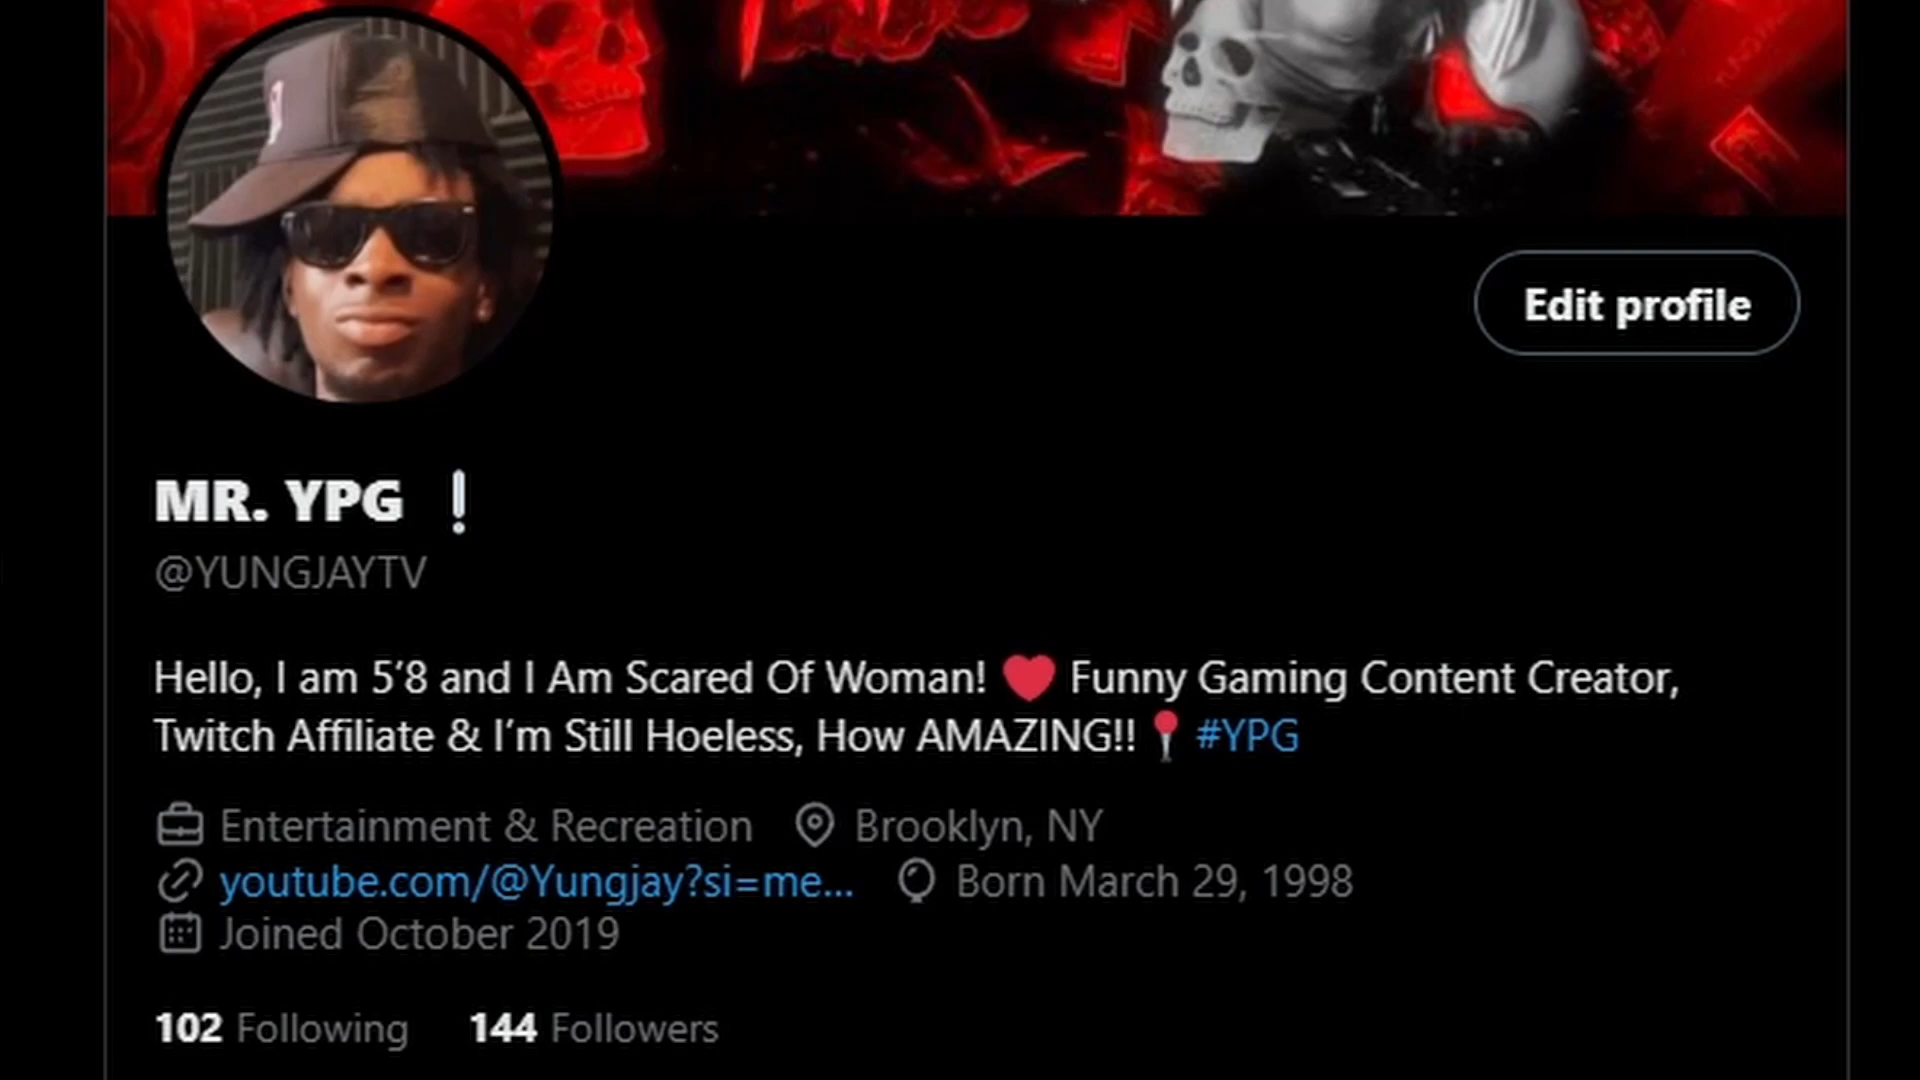 Edit profile
MR. YPG ❕
@YUNGJAYTV
Hello, I am 5’8 and I Am Scared Of Woman! ❤️ Funny Gaming Content Creator,
Twitch Affiliate & I’m Still Hoeless, How AMAZING!!📍#YPG
Entertainment & Recreation Brooklyn, NY
youtube.com/@Yungjay?si=me... Born March 29, 1998
Joined October 2019
102 Following 144 Followers